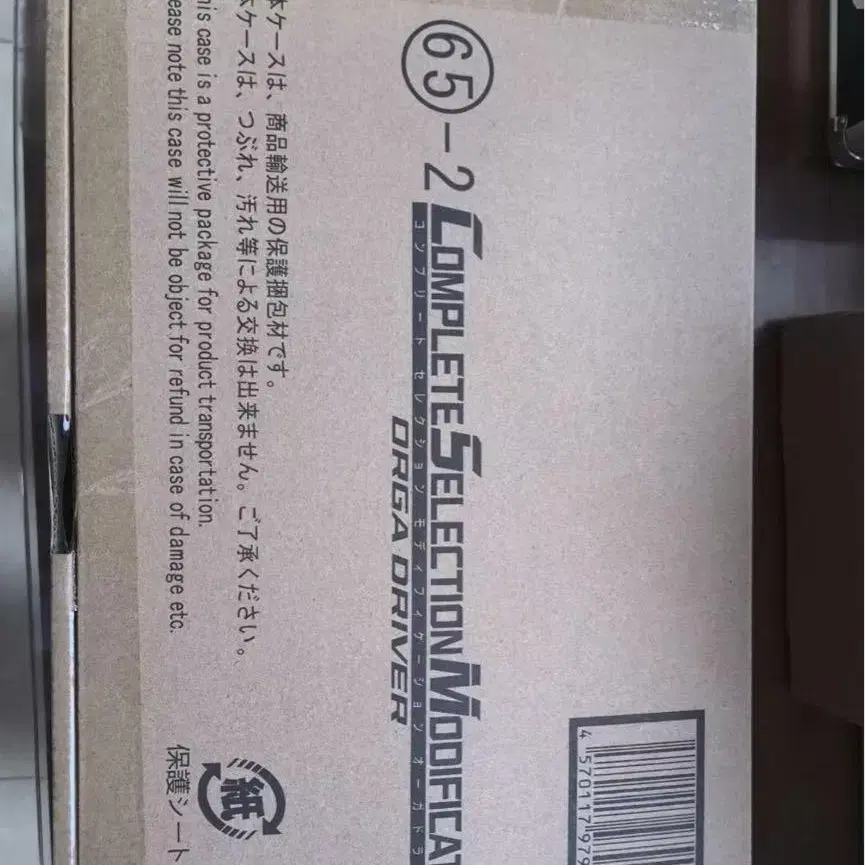 65-2
COMPLETE SELECTION MODIFICAT
コンプリート セレクション モディフィケーション オーガドラ
ORGA DRIVER
本ケースは、商品輸送用の保護梱包材です。
本ケースは、つぶれ、汚れ等による交換は出来ません。ご了承ください。
his case is a protective package for product transportation.
ease note this case will not be object for refund in case of damage etc.
紙
保護シート
4 570117 979